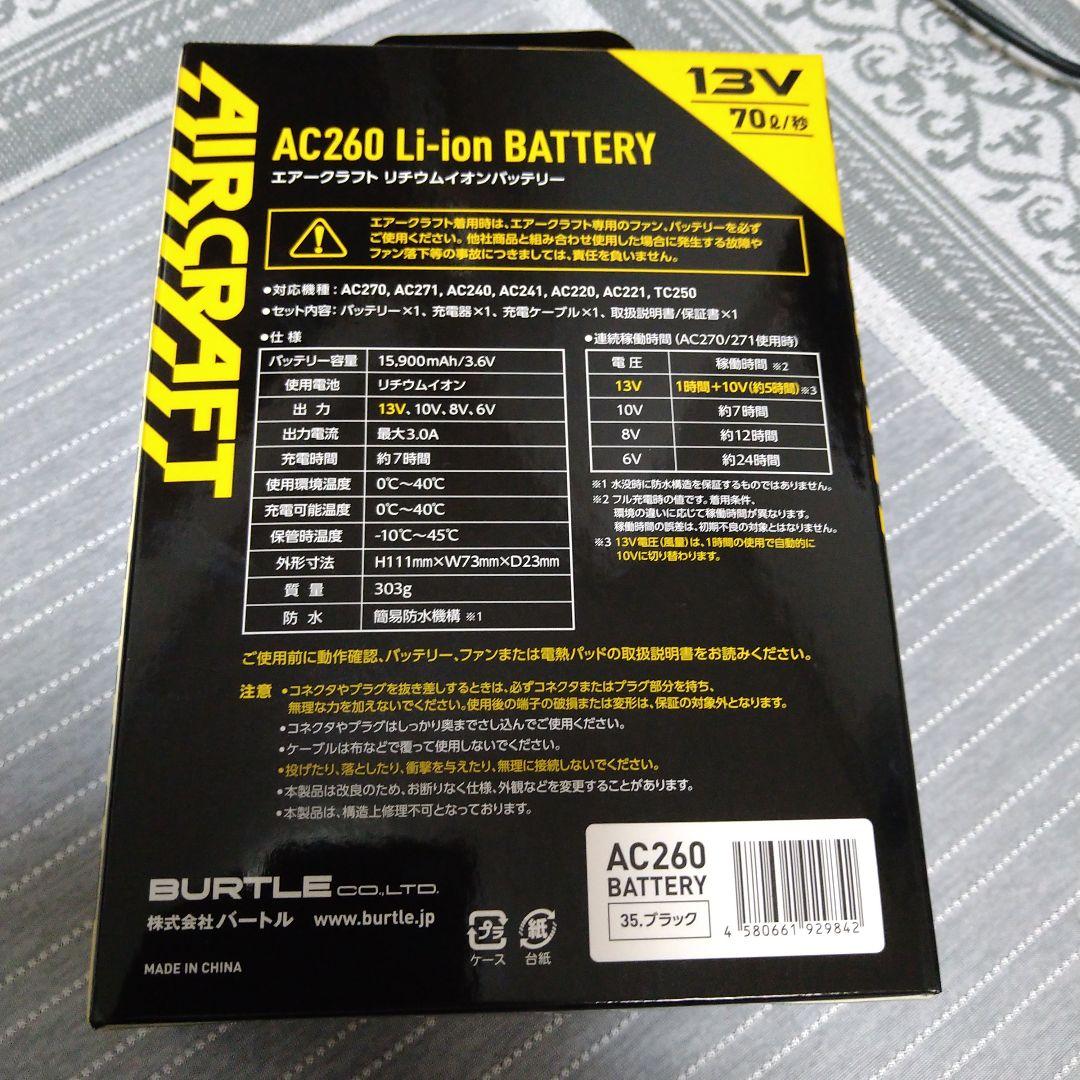 AIRCRAFT
13V
70ℓ/秒
AC260 Li-ion BATTERY
エアークラフト リチウムイオンバッテリー
エアークラフト着用時は、エアークラフト専用のファン、バッテリーを必ず
ご使用ください。他社商品と組み合わせ使用した場合に発生する故障や
ファン落下等の事故につきましては、責任を負いません。
●対応機種：AC270, AC271, AC240, AC241, AC220, AC221, TC250
●セット内容：バッテリー×1、充電器×1、充電ケーブル×1、取扱説明書/保証書×1
●仕様
バッテリー容量 15,900mAh/3.6V
使用電池 リチウムイオン
出力 13V、10V、8V、6V
出力電流 最大3.0A
充電時間 約7時間
使用環境温度 0℃～40℃
充電可能温度 0℃～40℃
保管時温度 -10℃～45℃
外形寸法 H111mm×W73mm×D23mm
質量 303g
防水 簡易防水機構 ※1
●連続稼働時間（AC270/271使用時）
電圧 稼働時間 ※2
13V 1時間＋10V（約5時間）※3
10V 約7時間
8V 約12時間
6V 約24時間
※1 水没時に防水構造を保証するものではありません。
※2 フル充電時の値です。着用条件、
環境の違いに応じて稼働時間が異なります。
稼働時間の誤差は、初期不良の対象とはなりません。
※3 13V電圧（風量）は、1時間の使用で自動的に
10Vに切り替わります。
ご使用前に動作確認、バッテリー、ファンまたは電熱パッドの取扱説明書をお読みください。
注意 ●コネクタやプラグを抜き差しするときは、必ずコネクタまたはプラグ部分を持ち、
無理な力を加えないでください。使用後の端子の破損または変形は、保証の対象外となります。
●コネクタやプラグはしっかり奥までさし込んでご使用ください。
●ケーブルは布などで覆って使用しないでください。
●投げたり、落としたり、衝撃を与えたり、無理に接続しないでください。
●本製品は改良のため、お断りなく仕様、外観などを変更することがあります。
●本製品は、構造上修理不可となっております。
BURTLE CO.,LTD.
株式会社バートル www.burtle.jp
MADE IN CHINA
プラ
ケース
紙
台紙
AC260
BATTERY
35.ブラック
4 580661 929842